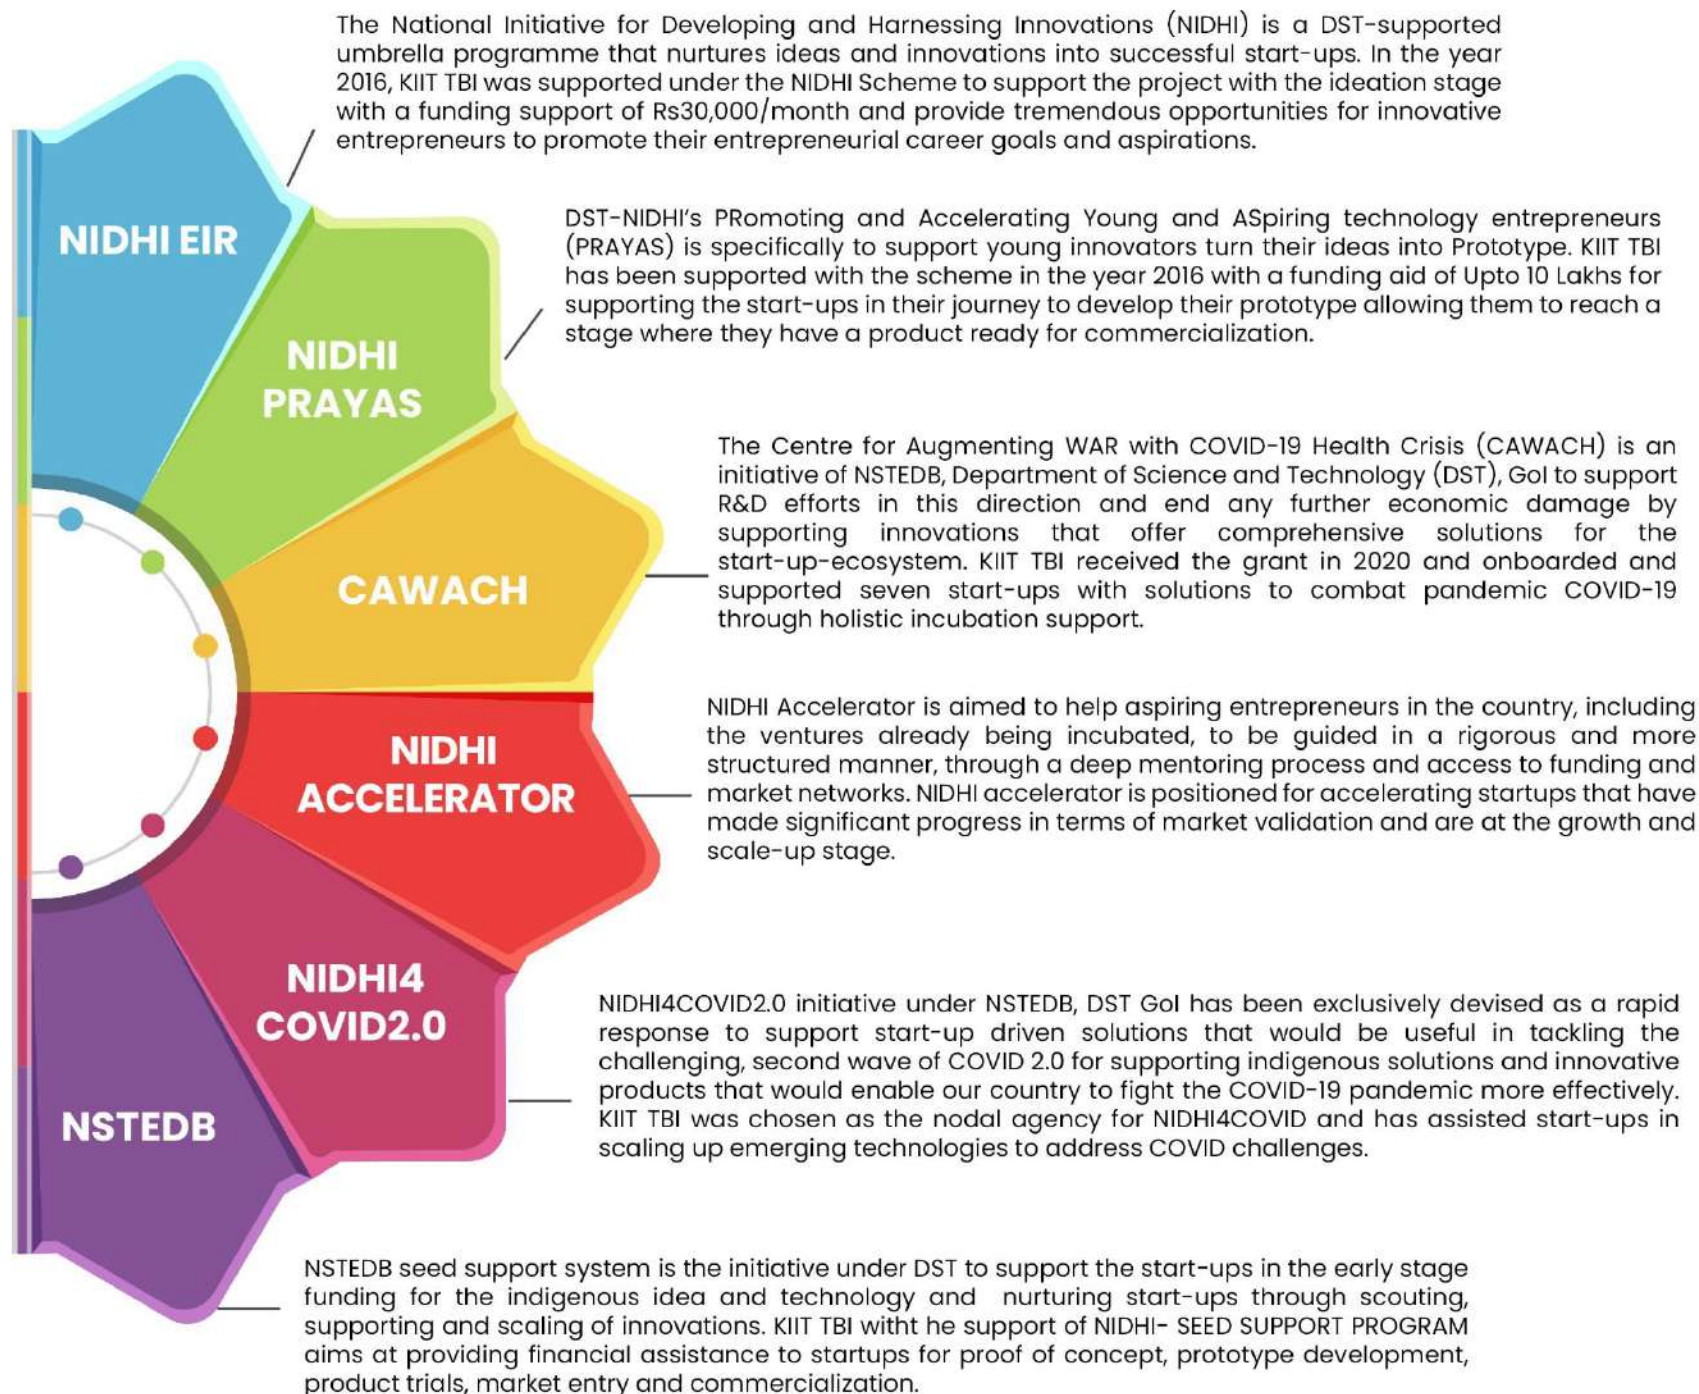 The National Initiative for Developing and Harnessing Innovations (NIDHI) is a DST-supported
umbrella programme that nurtures ideas and innovations into successful start-ups. In the year
2016, KIIT TBI was supported under the NIDHI Scheme to support the project with the ideation stage
with a funding support of Rs30,000/month and provide tremendous opportunities for innovative
entrepreneurs to promote their entrepreneurial career goals and aspirations.
NIDHI EIR
DST-NIDHI's PRomoting and Accelerating Young and ASpiring technology entrepreneurs
(PRAYAS) is specifically to support young innovators turn their ideas into Prototype. KIIT TBI
has been supported with the scheme in the year 2016 with a funding aid of Upto 10 Lakhs for
supporting the start-ups in their journey to develop their prototype allowing them to reach a
stage where they have a product ready for commercialization.
NIDHI
PRAYAS
The Centre for Augmenting WAR with COVID-19 Health Crisis (CAWACH) is an
initiative of NSTEDB, Department of Science and Technology (DST), GoI to support
R&D efforts in this direction and end any further economic damage by
supporting innovations that offer comprehensive solutions for the
start-up-ecosystem. KIIT TBI received the grant in 2020 and onboarded and
supported seven start-ups with solutions to combat pandemic COVID-19
through holistic incubation support.
CAWACH
NIDHI Accelerator is aimed to help aspiring entrepreneurs in the country, including
the ventures already being incubated, to be guided in a rigorous and more
structured manner, through a deep mentoring process and access to funding and
market networks. NIDHI accelerator is positioned for accelerating startups that have
made significant progress in terms of market validation and are at the growth and
scale-up stage.
NIDHI
ACCELERATOR
NIDHI4COVID2.0 initiative under NSTEDB, DST GoI has been exclusively devised as a rapid
response to support start-up driven solutions that would be useful in tackling the
challenging, second wave of COVID 2.0 for supporting indigenous solutions and innovative
products that would enable our country to fight the COVID-19 pandemic more effectively.
KIIT TBI was chosen as the nodal agency for NIDHI4COVID and has assisted start-ups in
scaling up emerging technologies to address COVID challenges.
NIDHI4
COVID2.0
NSTEDB
NSTEDB seed support system is the initiative under DST to support the start-ups in the early stage
funding for the indigenous idea and technology and nurturing start-ups through scouting,
supporting and scaling of innovations. KIIT TBI witht he support of NIDHI- SEED SUPPORT PROGRAM
aims at providing financial assistance to startups for proof of concept, prototype development,
product trials, market entry and commercialization.